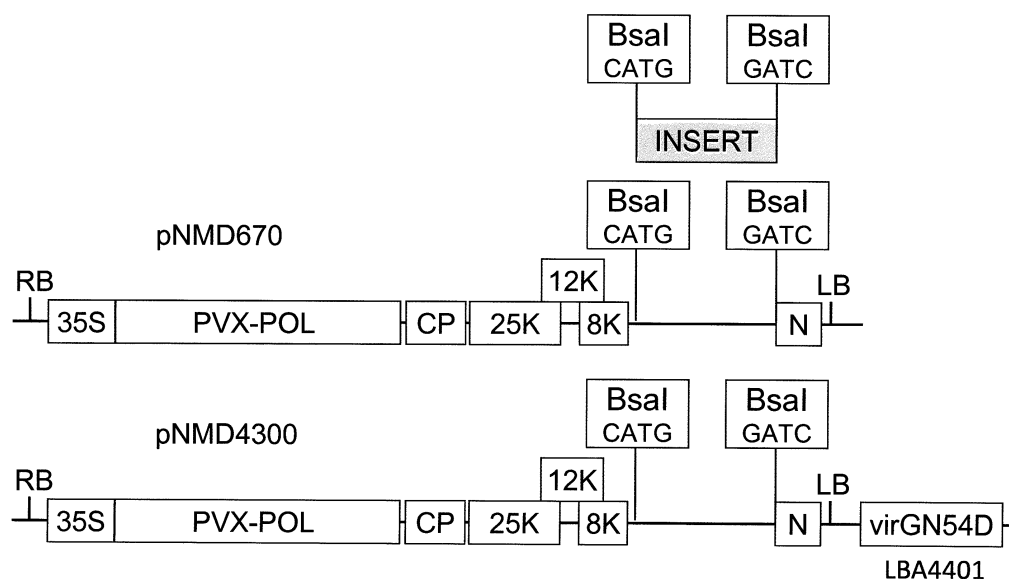 BsaI BsaI
CATG GATC
INSERT
BsaI BsaI
CATG GATC
pNMD670
12K
RB LB
35S PVX-POL CP 25K 8K N
BsaI BsaI
CATG GATC
pNMD4300
12K
RB LB
35S PVX-POL CP 25K 8K N virGN54D
LBA4401